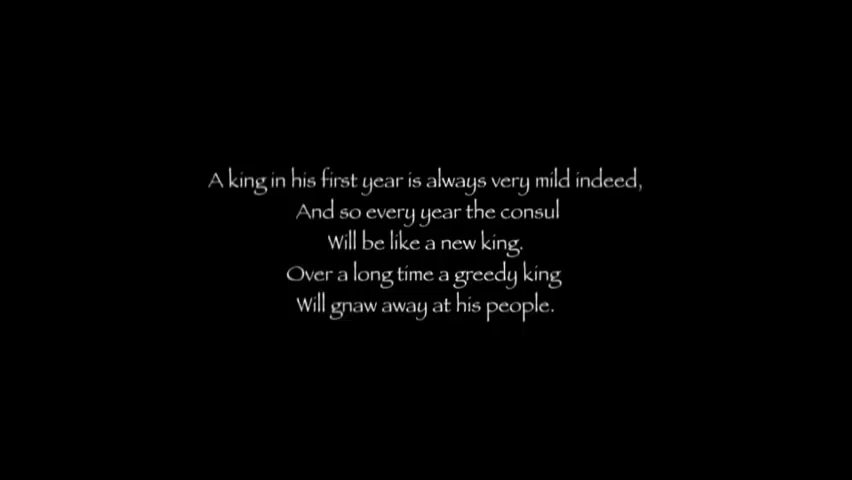 A king in his first year is always very mild indeed,
And so every year the consul
Will be like a new king.
Over a long time a greedy king
Will gnaw away at his people.